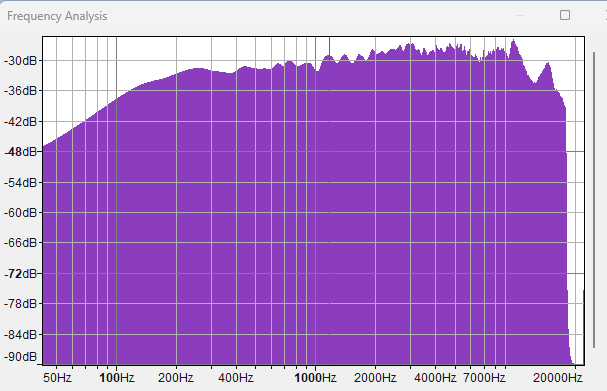 Frequency Analysis
-30dB
-36dB
-42dB
-48dB
-54dB
-60dB
-66dB
-72dB
-78dB
-84dB
-90dB
50Hz 100Hz 200Hz 400Hz 1000Hz 2000Hz 4000Hz 7000Hz 20000Hz